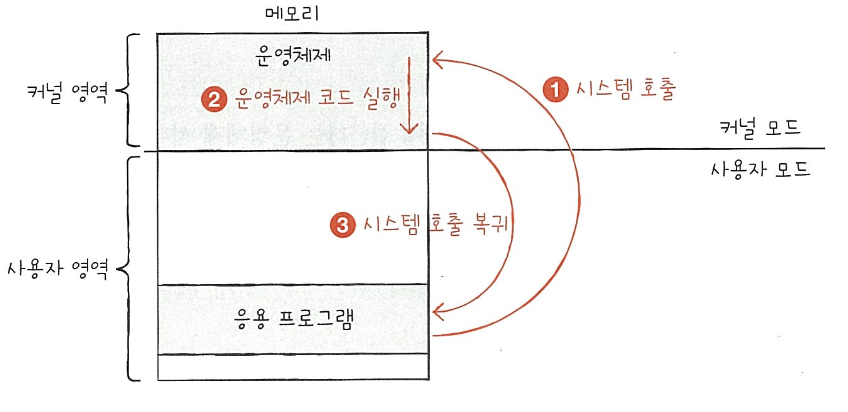 메모리
운영체제
커널 영역
2 운영체제 코드 실행
1 시스템 호출
커널 모드
사용자 모드
3 시스템 호출 복귀
사용자 영역
응용 프로그램